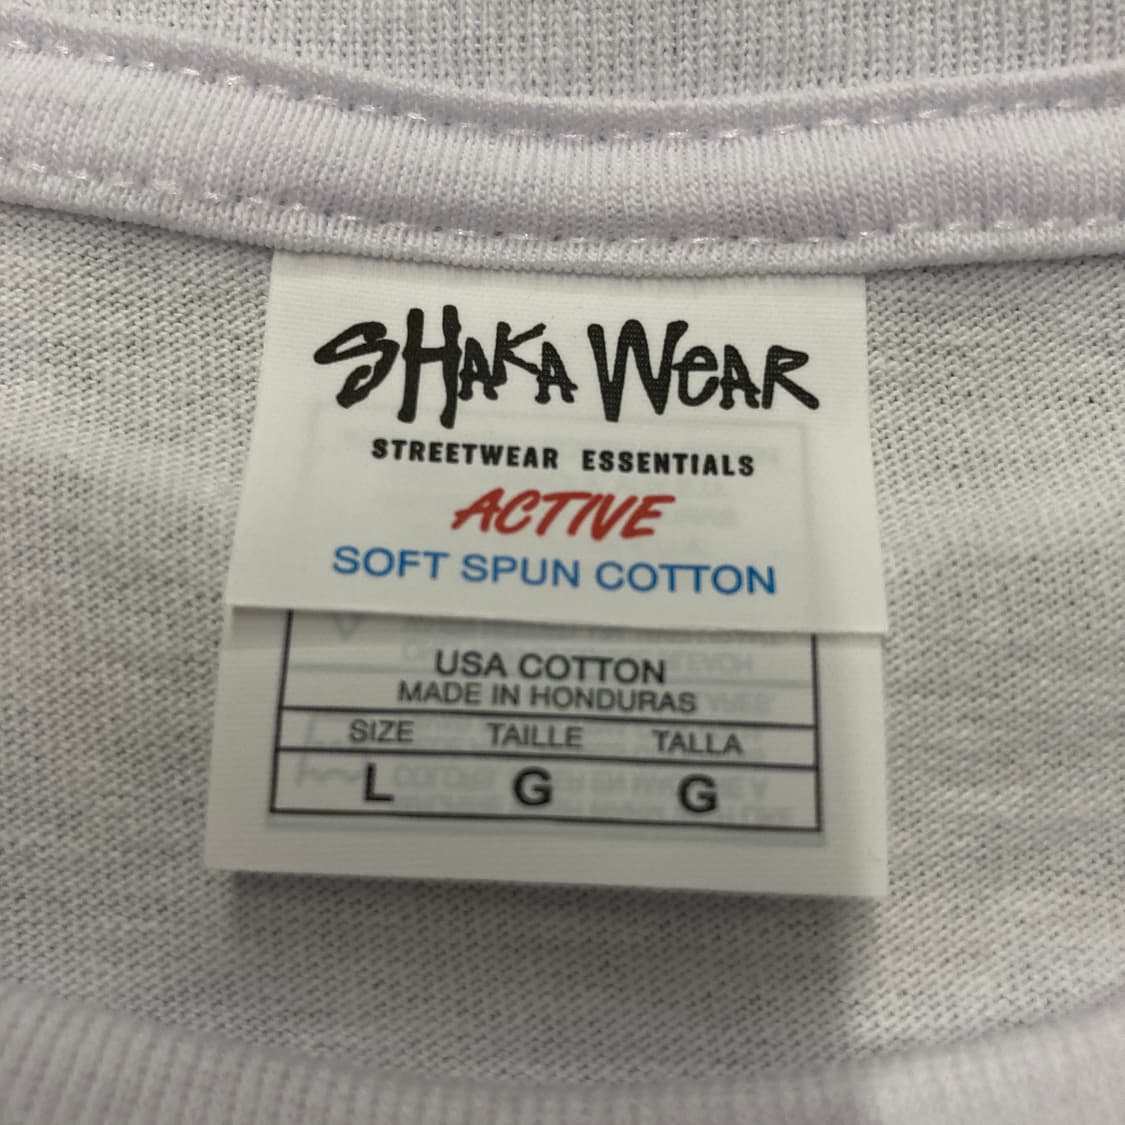 SHAKA WEAR
STREETWEAR ESSENTIALS
ACTIVE
SOFT SPUN COTTON
USA COTTON
MADE IN HONDURAS
SIZE TAILLE TALLA
L G G